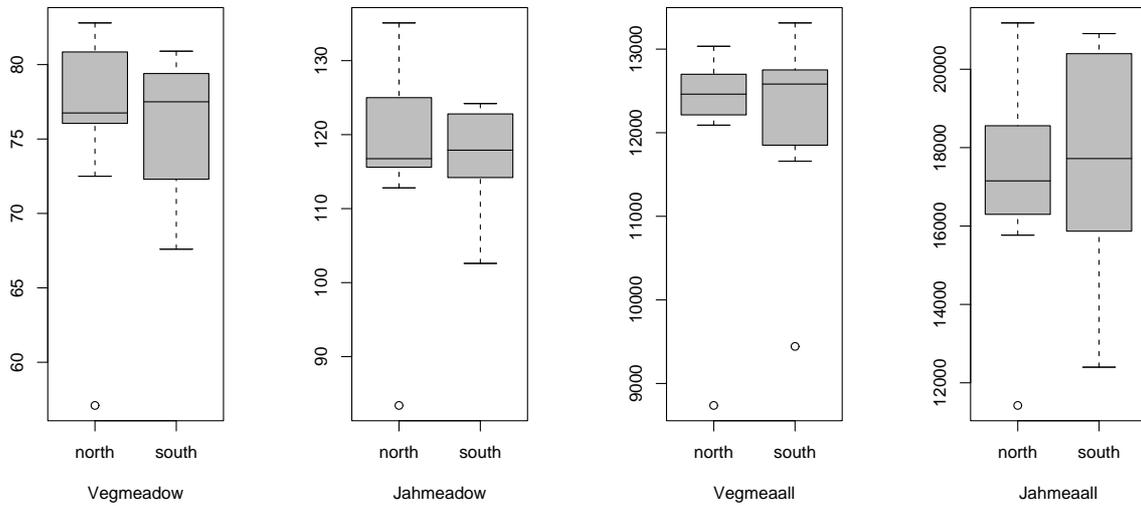 60 65 70 75 80
north south
Vegmeadow
90 100 110 120 130
north south
Jahmeadow
9000 10000 11000 12000 13000
north south
Vegmeaall
12000 14000 16000 18000 20000
north south
Jahmeaall